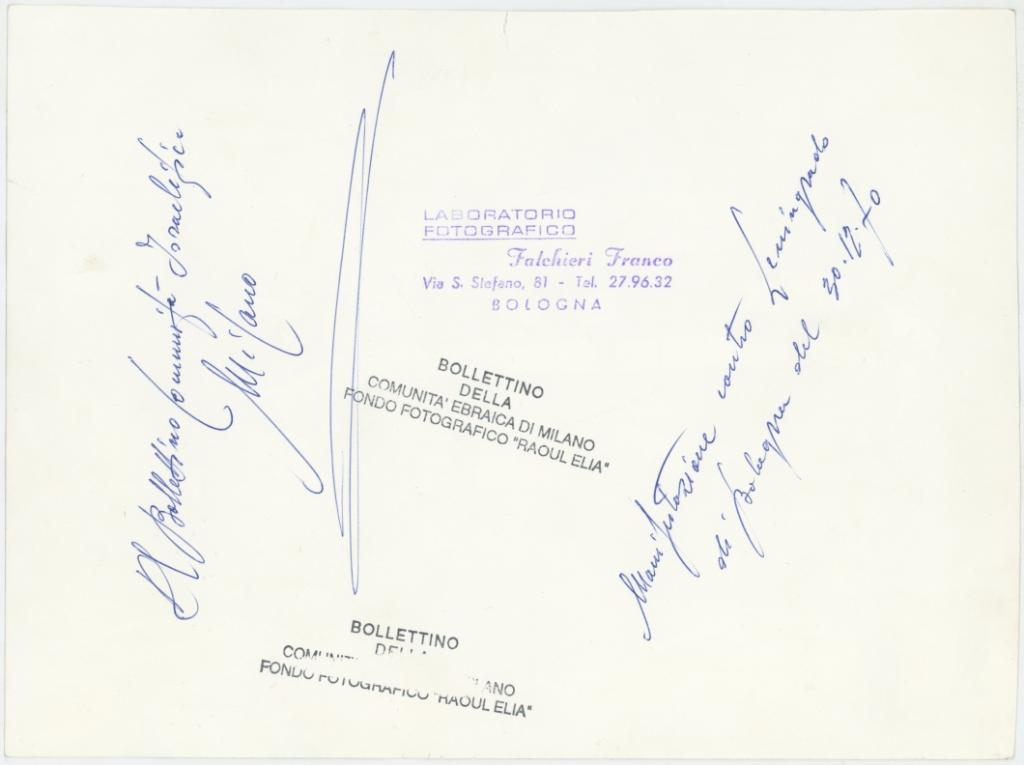 Al Bollettino Comunità Israelitica
Milano
LABORATORIO
FOTOGRAFICO
Falchieri Franco
Via S. Stefano, 81 - Tel. 27.96.32
BOLOGNA
BOLLETTINO
DELLA
COMUNITA' EBRAICA DI MILANO
FONDO FOTOGRAFICO "RAOUL ELIA"
Manifestazione contro Leningrado
di Bologna del 30.12.70
BOLLETTINO
DELLA
FONDO FOTOGRAFICO "RAOUL ELIA"